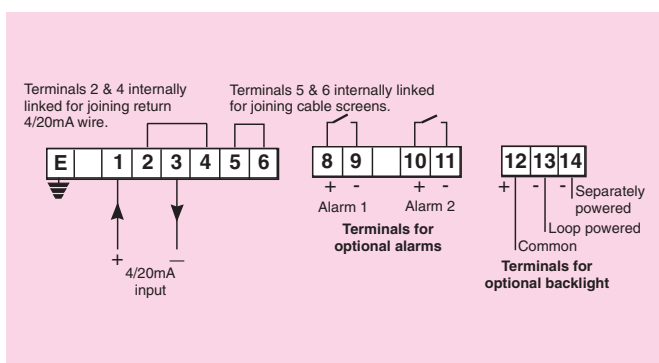 Terminals 2 & 4 internally
linked for joining return
4/20mA wire.
Terminals 5 & 6 internally linked
for joining cable screens.
E 1 2 3 4 5 6
8 9 10 11
12 13 14
+ - + -
+ - -
Alarm 1 Alarm 2
Terminals for
optional alarms
Separately
powered
Loop powered
Common
Terminals for
optional backlight
+ —
4/20mA
input